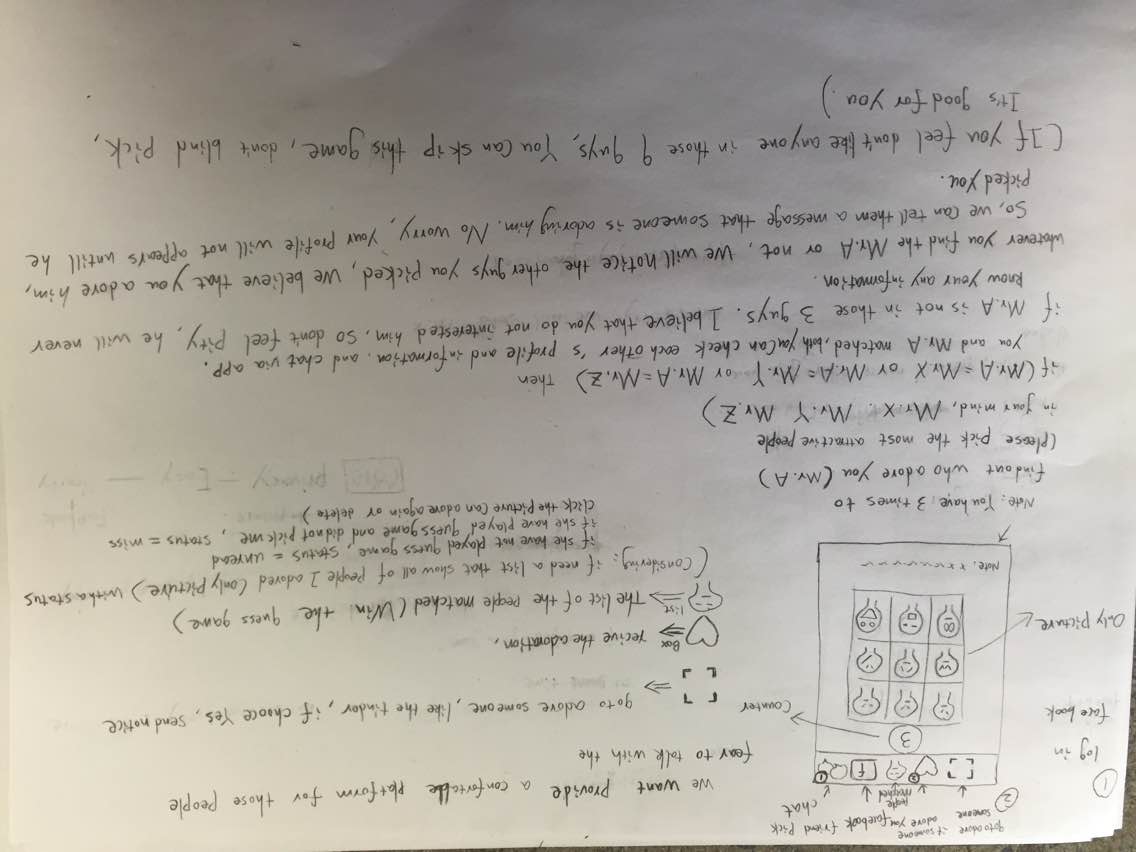 ①
log in
face book
②
go to adore
someone
if someone
adore you
people
matched
facebook friend Pick
chat
f
3
Counter
Only picture
Note:
We want provide a confortable platform for those people
fear to talk with the
⇒ go to adore someone, like the tinder, if chooce Yes, send notice
Box
⇒ recive the adoration,
list
⇒ The list of the people matched (Win the guess game)
(Considering: if need a list that show all of people I adored (only picture) with a status
if she have not played guess game, status = unread
if she have played guess game and did not pick me, status = miss
click the picture can adore again or delete)
Note: You have 3 times to
find out who adore you (Mr.A)
(please pick the most attractive people
in your mind, Mr.X Mr.Y Mr.Z)
if (Mr.A = Mr.X or Mr.A = Mr.Y or Mr.A = Mr.Z) Then
you and Mr.A matched, both you can check each other's profile and information, and chat via app.
if Mr.A is not in those 3 guys. I believe that you do not interested him, so don't feel pity, he will never
know your any information.
whatever you find the Mr.A or not, we will notice the other guys you picked, we believe that you adore him,
So, we can tell them a message that someone is adoring him. No worry, your profile will not appears untill he
picked you.
(If you feel don't like anyone in those 9 guys, You can skip this game, don't blind pick,
It's good for you.)